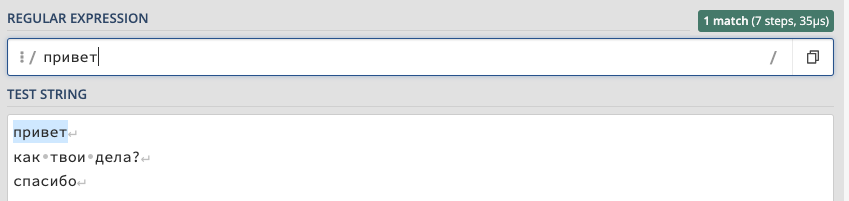 REGULAR EXPRESSION
1 match (7 steps, 35µs)
/ привет /
TEST STRING
привет
как твои дела?
спасибо